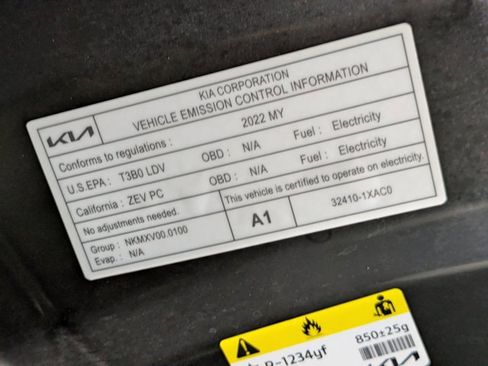 KIA CORPORATION
VEHICLE EMISSION CONTROL INFORMATION
KIA
Conforms to regulations : 2022 MY
U.S.EPA : T3B0 LDV OBD : N/A Fuel : Electricity
California : ZEV PC OBD : N/A Fuel : Electricity
No adjustments needed. This vehicle is certified to operate on electricity.
Group : NKMXV00.0100
Evap. : N/A
A1
32410-1XAC0
R-1234yf
850±25g
KIA